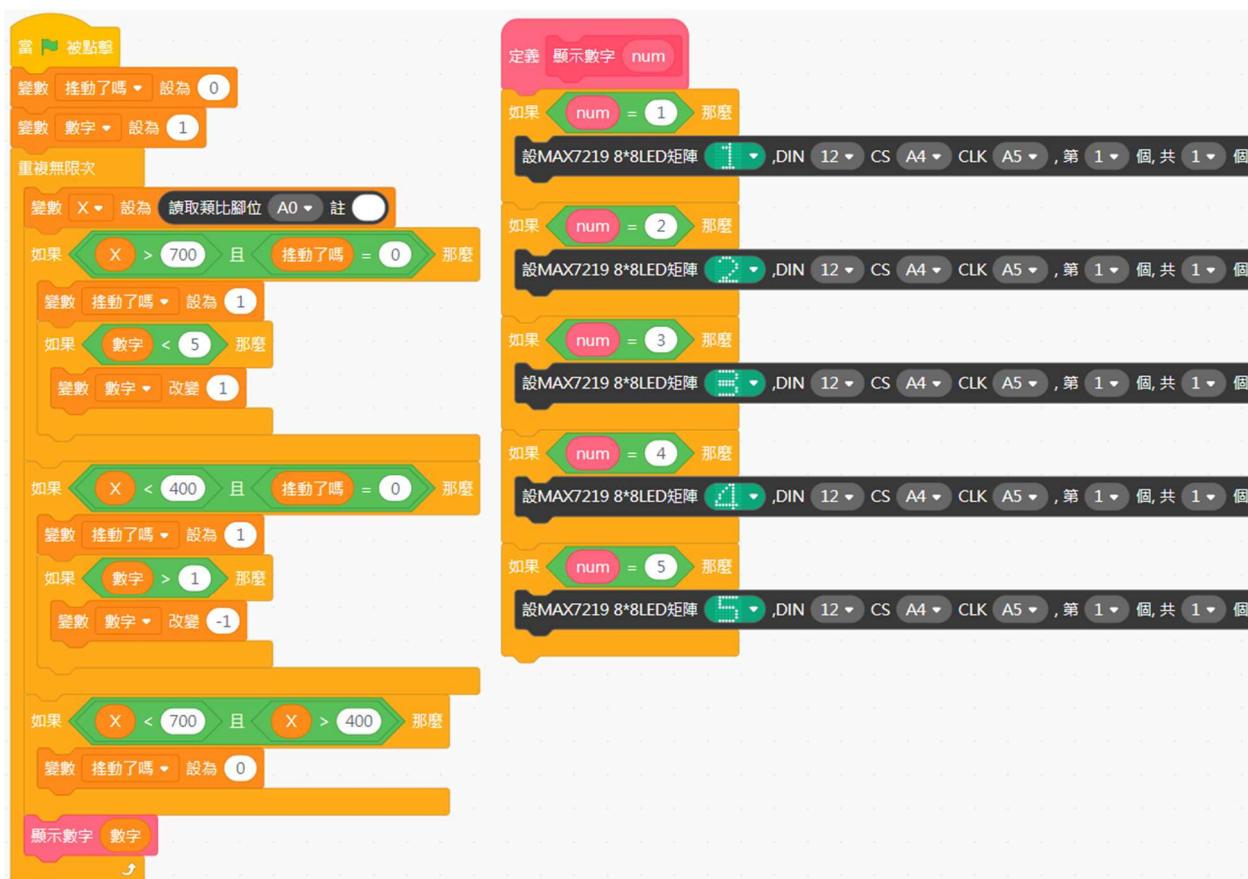 當 被點擊
變數 搖動了嗎 設為 0
變數 數字 設為 1
重複無限次
變數 X 設為 讀取類比腳位 A0 註
如果 X > 700 且 搖動了嗎 = 0 那麼
變數 搖動了嗎 設為 1
如果 數字 < 5 那麼
變數 數字 改變 1
如果 X < 400 且 搖動了嗎 = 0 那麼
變數 搖動了嗎 設為 1
如果 數字 > 1 那麼
變數 數字 改變 -1
如果 X < 700 且 X > 400 那麼
變數 搖動了嗎 設為 0
顯示數字 數字
定義 顯示數字 num
如果 num = 1 那麼
設MAX7219 8*8LED矩陣 1 ,DIN 12 CS A4 CLK A5 , 第 1 個, 共 1 個
如果 num = 2 那麼
設MAX7219 8*8LED矩陣 2 ,DIN 12 CS A4 CLK A5 , 第 1 個, 共 1 個
如果 num = 3 那麼
設MAX7219 8*8LED矩陣 3 ,DIN 12 CS A4 CLK A5 , 第 1 個, 共 1 個
如果 num = 4 那麼
設MAX7219 8*8LED矩陣 4 ,DIN 12 CS A4 CLK A5 , 第 1 個, 共 1 個
如果 num = 5 那麼
設MAX7219 8*8LED矩陣 5 ,DIN 12 CS A4 CLK A5 , 第 1 個, 共 1 個